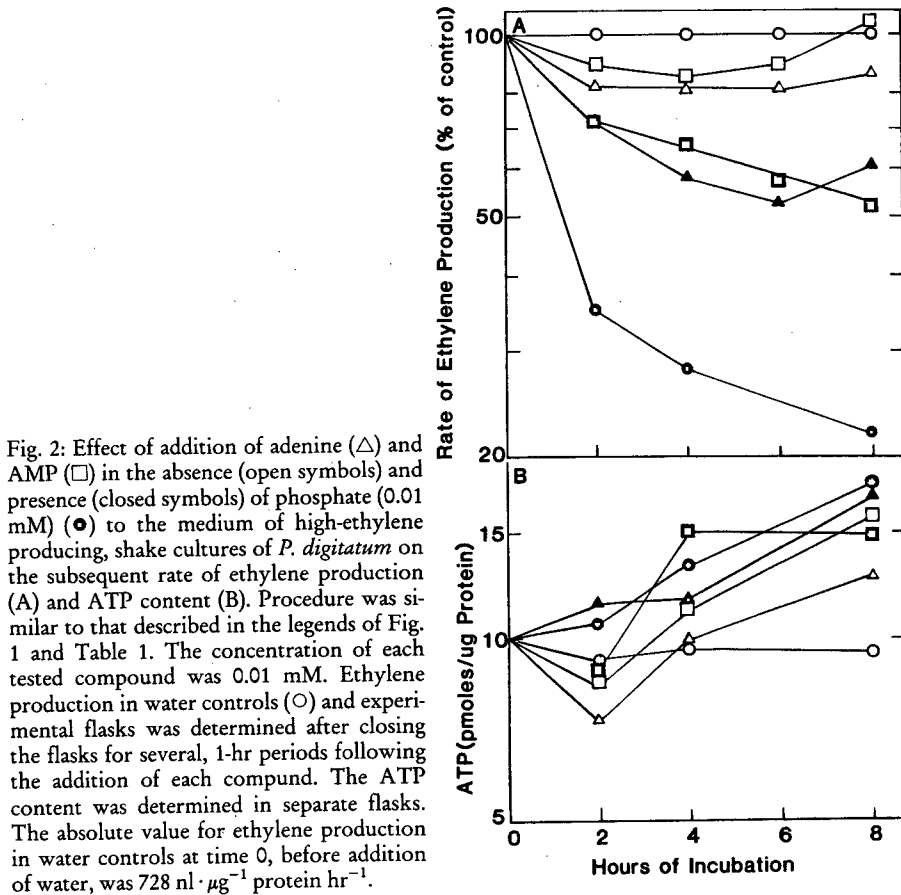 Fig. 2: Effect of addition of adenine (△) and
AMP (□) in the absence (open symbols) and
presence (closed symbols) of phosphate (0.01
mM) (●) to the medium of high-ethylene
producing, shake cultures of P. digitatum on
the subsequent rate of ethylene production
(A) and ATP content (B). Procedure was si-
milar to that described in the legends of Fig.
1 and Table 1. The concentration of each
tested compound was 0.01 mM. Ethylene
production in water controls (○) and experi-
mental flasks was determined after closing
the flasks for several, 1-hr periods following
the addition of each compund. The ATP
content was determined in separate flasks.
The absolute value for ethylene production
in water controls at time 0, before addition
of water, was 728 nl · μg⁻¹ protein hr⁻¹.
Rate of Ethylene Production (% of control)
A
100
50
20
ATP(pmoles/ug Protein)
B
15
10
5
0 2 4 6 8
Hours of Incubation